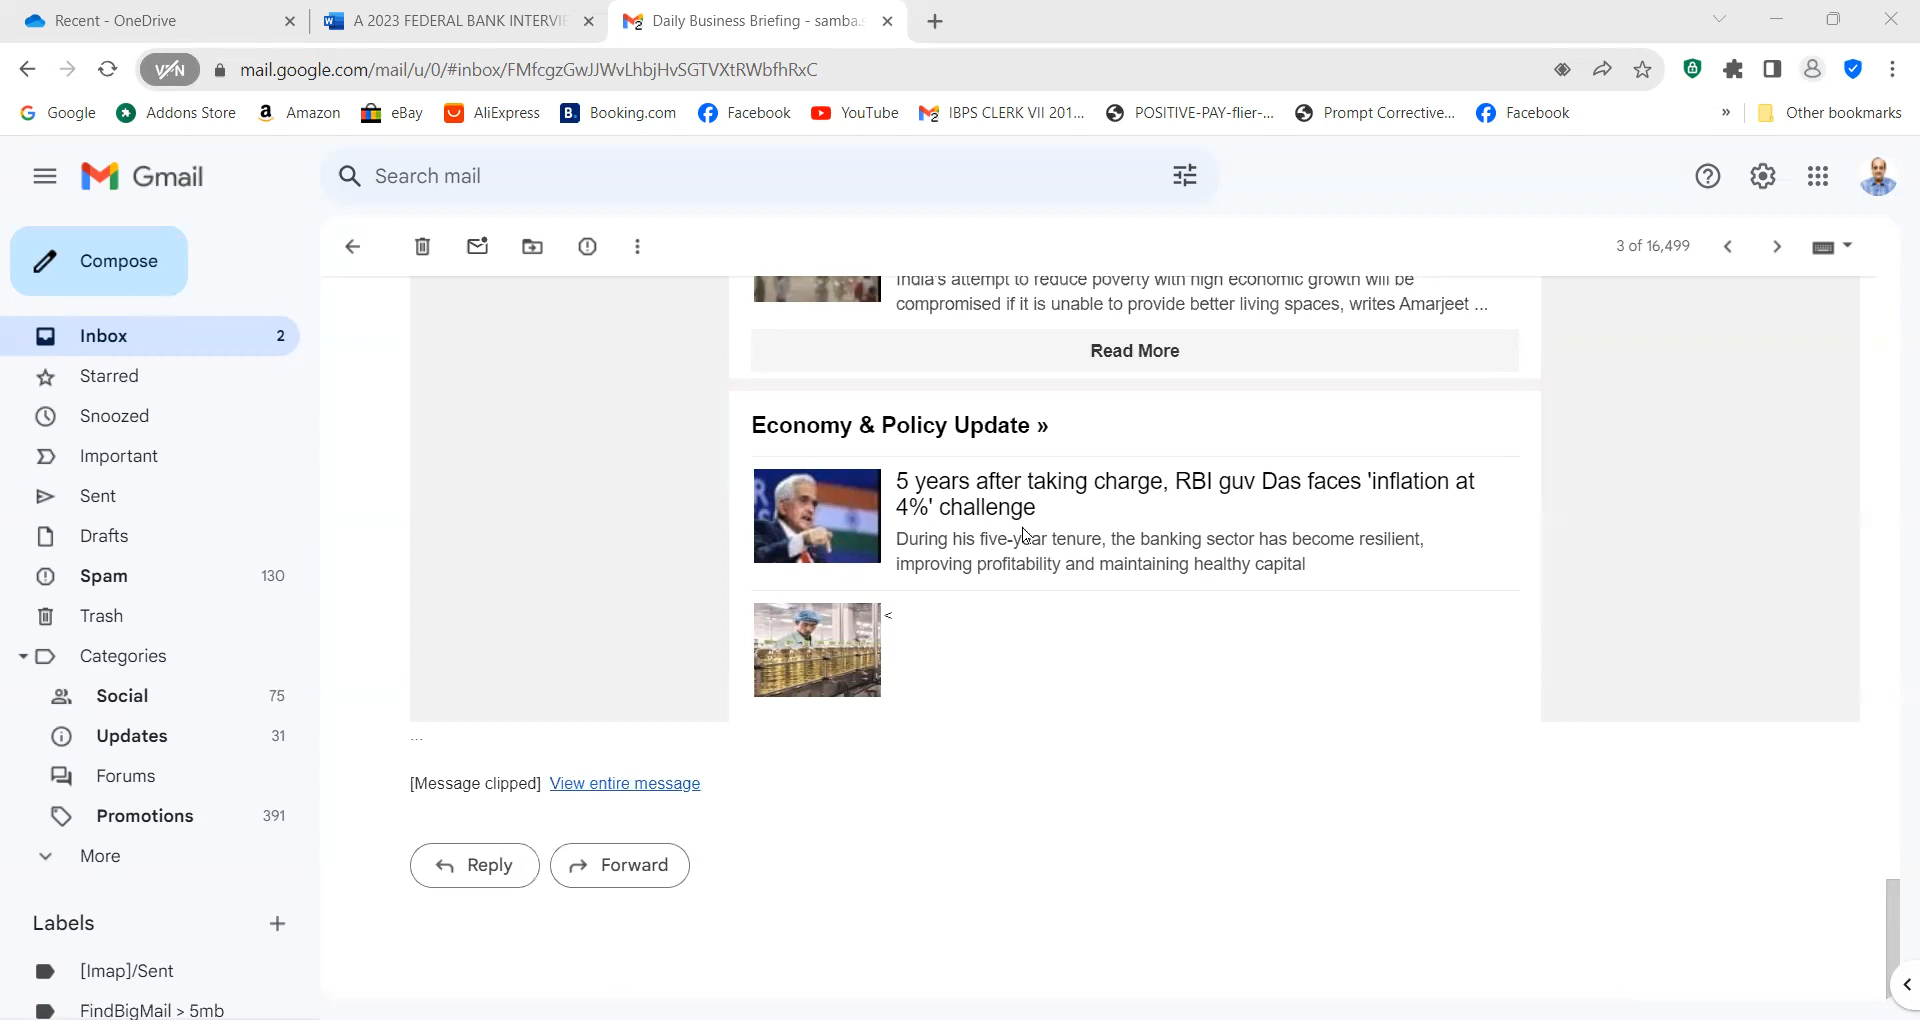 Recent - OneDrive
A 2023 FEDERAL BANK INTERVIE
Daily Business Briefing - samba.s
VPN
mail.google.com/mail/u/0/#inbox/FMfcgzGwJJWvLhbjHvSGTVXtRWbfhRxC
Google
Addons Store
Amazon
eBay
AliExpress
Booking.com
Facebook
YouTube
IBPS CLERK VII 201...
POSITIVE-PAY-flier-...
Prompt Corrective...
Facebook
»
Other bookmarks
Gmail
Search mail
Compose
3 of 16,499
Inbox 2
Starred
Snoozed
Important
Sent
Drafts
Spam 130
Trash
Categories
Social 75
Updates 31
Forums
Promotions 391
More
Labels +
[Imap]/Sent
FindBigMail > 5mb
India's attempt to reduce poverty with high economic growth will be
compromised if it is unable to provide better living spaces, writes Amarjeet ...
Read More
Economy & Policy Update »
5 years after taking charge, RBI guv Das faces 'inflation at
4%' challenge
During his five-year tenure, the banking sector has become resilient,
improving profitability and maintaining healthy capital
<
...
[Message clipped] View entire message
Reply
Forward